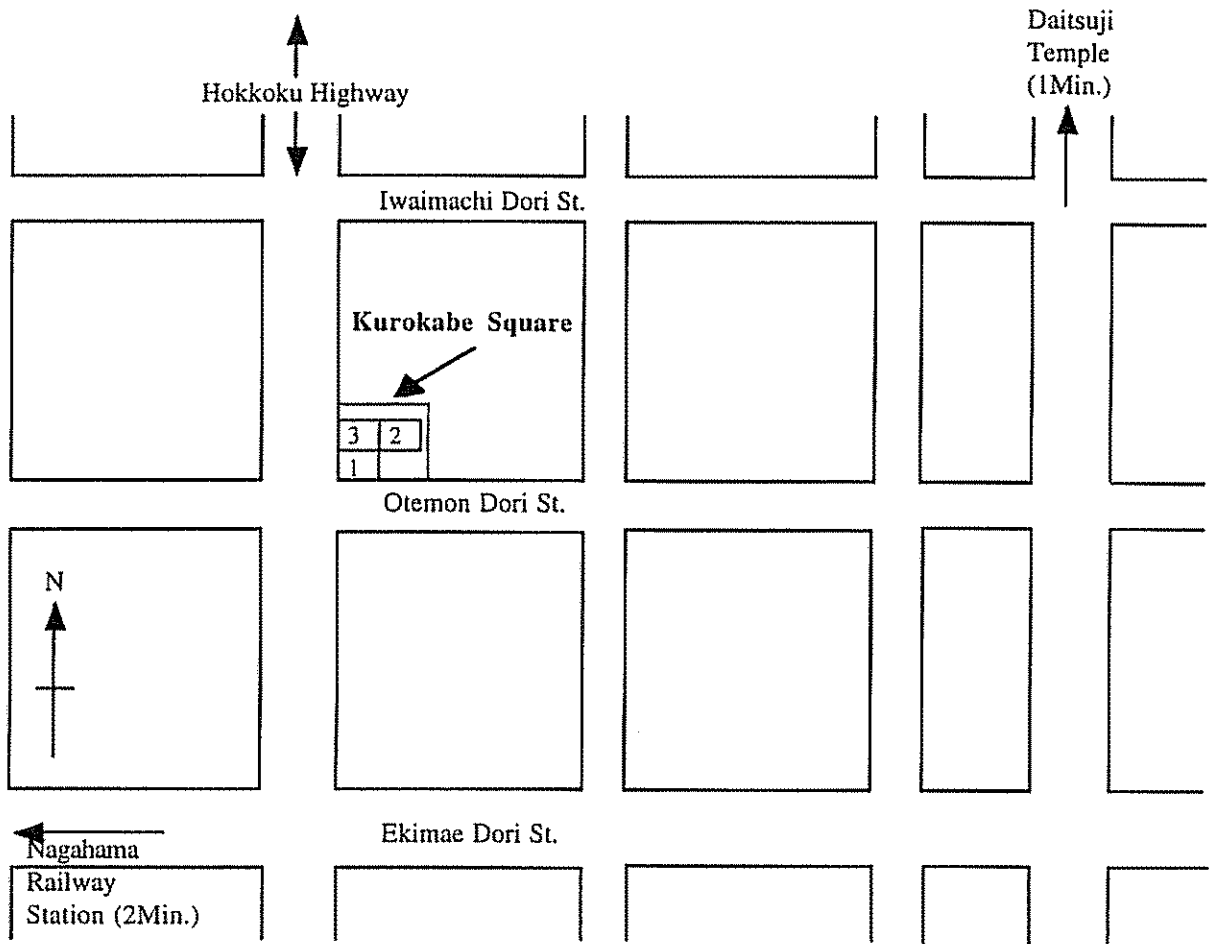 Daitsuji
Temple
(1Min.)
Hokkoku Highway
Iwaimachi Dori St.
Kurokabe Square
3 2
1
Otemon Dori St.
N
Ekimae Dori St.
Nagahama
Railway
Station (2Min.)